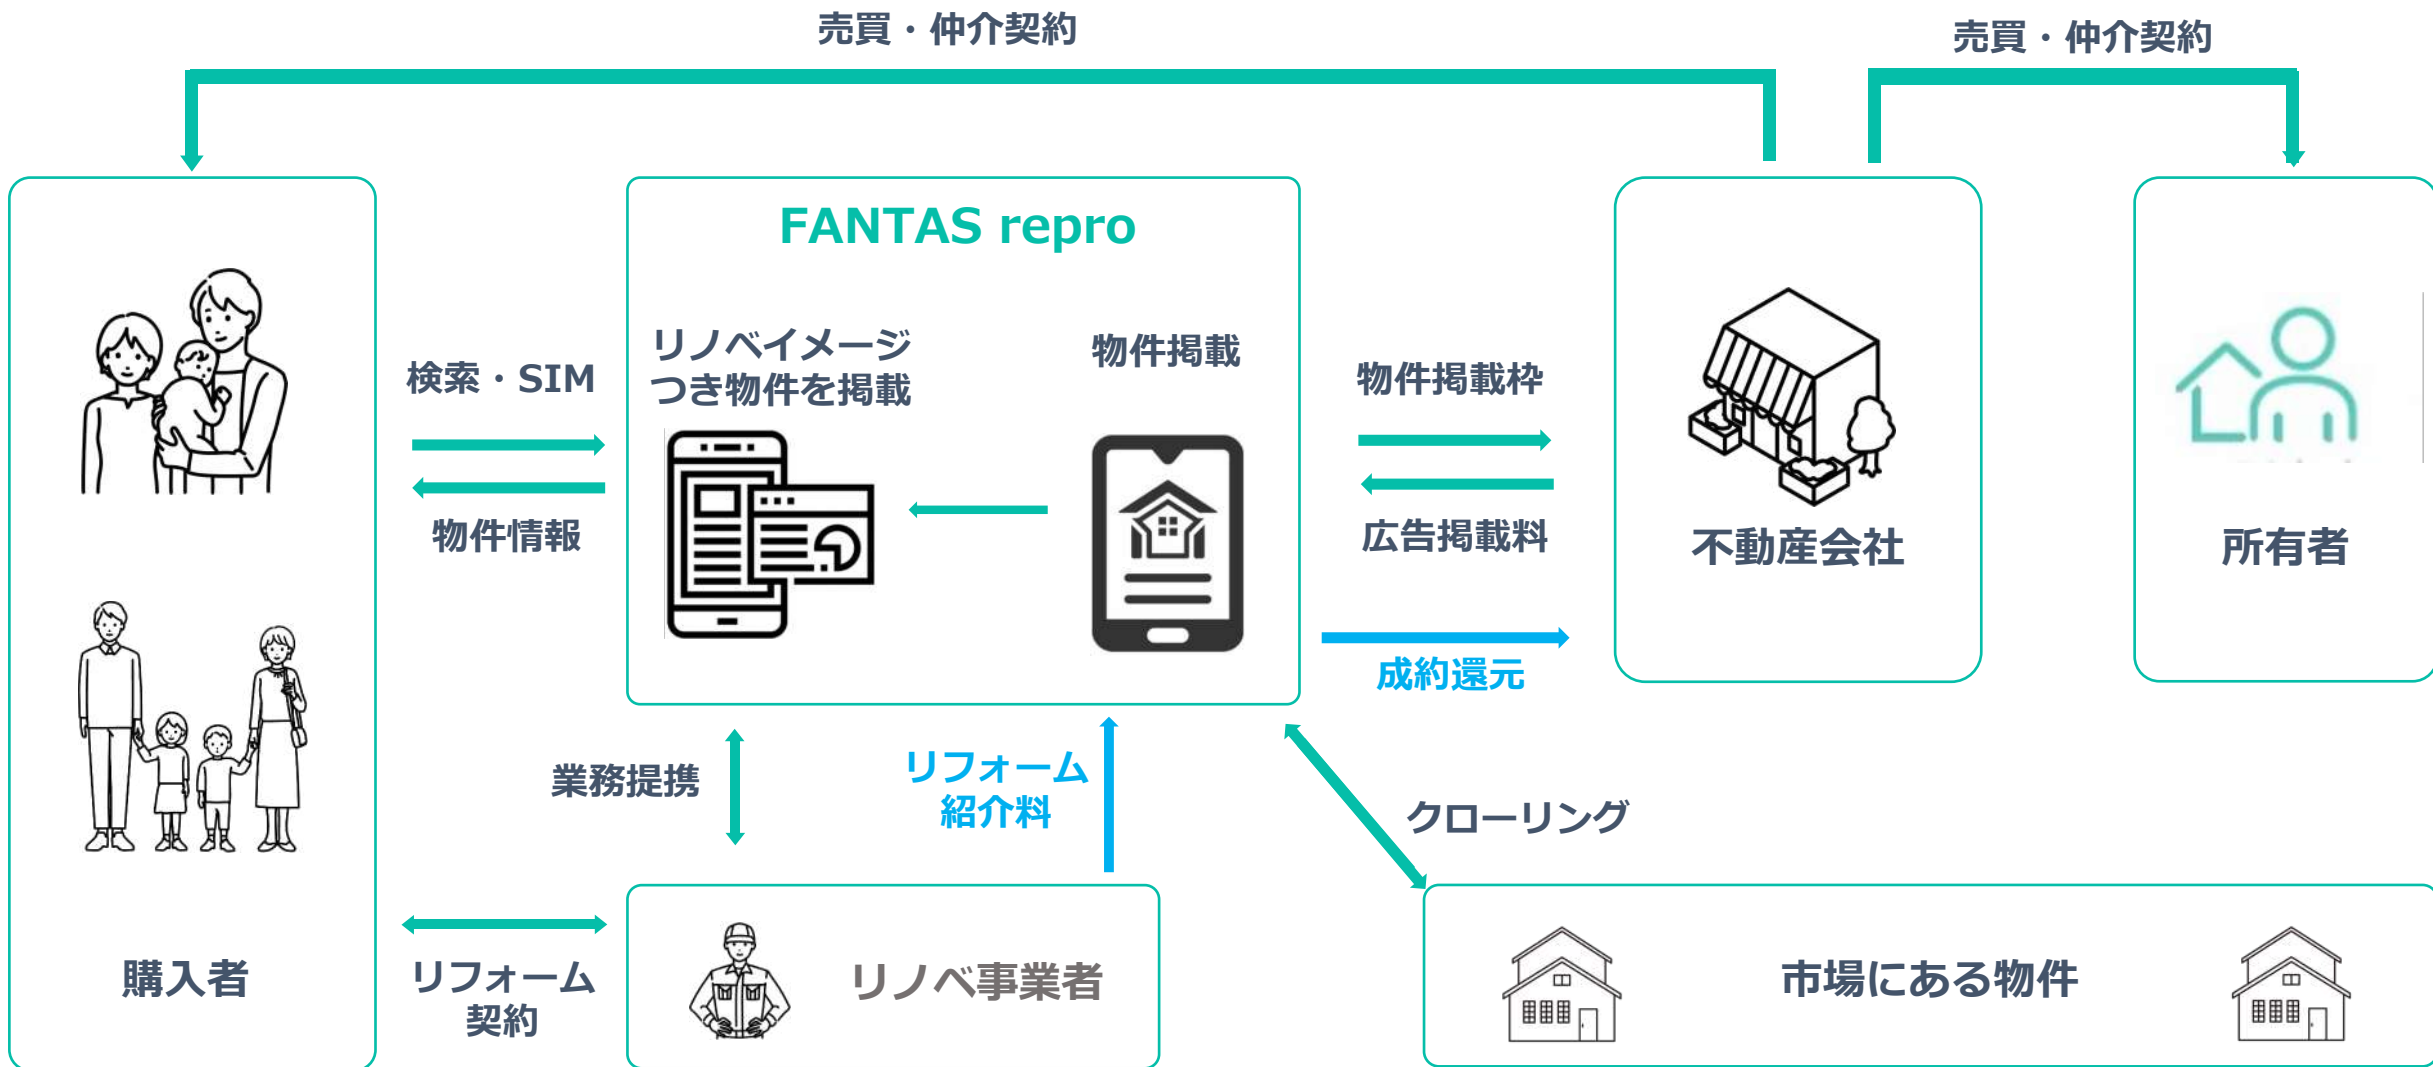 売買・仲介契約
売買・仲介契約
FANTAS repro
リノベイメージ
つき物件を掲載
物件掲載
検索・SIM
物件情報
物件掲載枠
広告掲載料
不動産会社
所有者
成約還元
業務提携
リフォーム
紹介料
クローリング
購入者
リフォーム
契約
リノベ事業者
市場にある物件